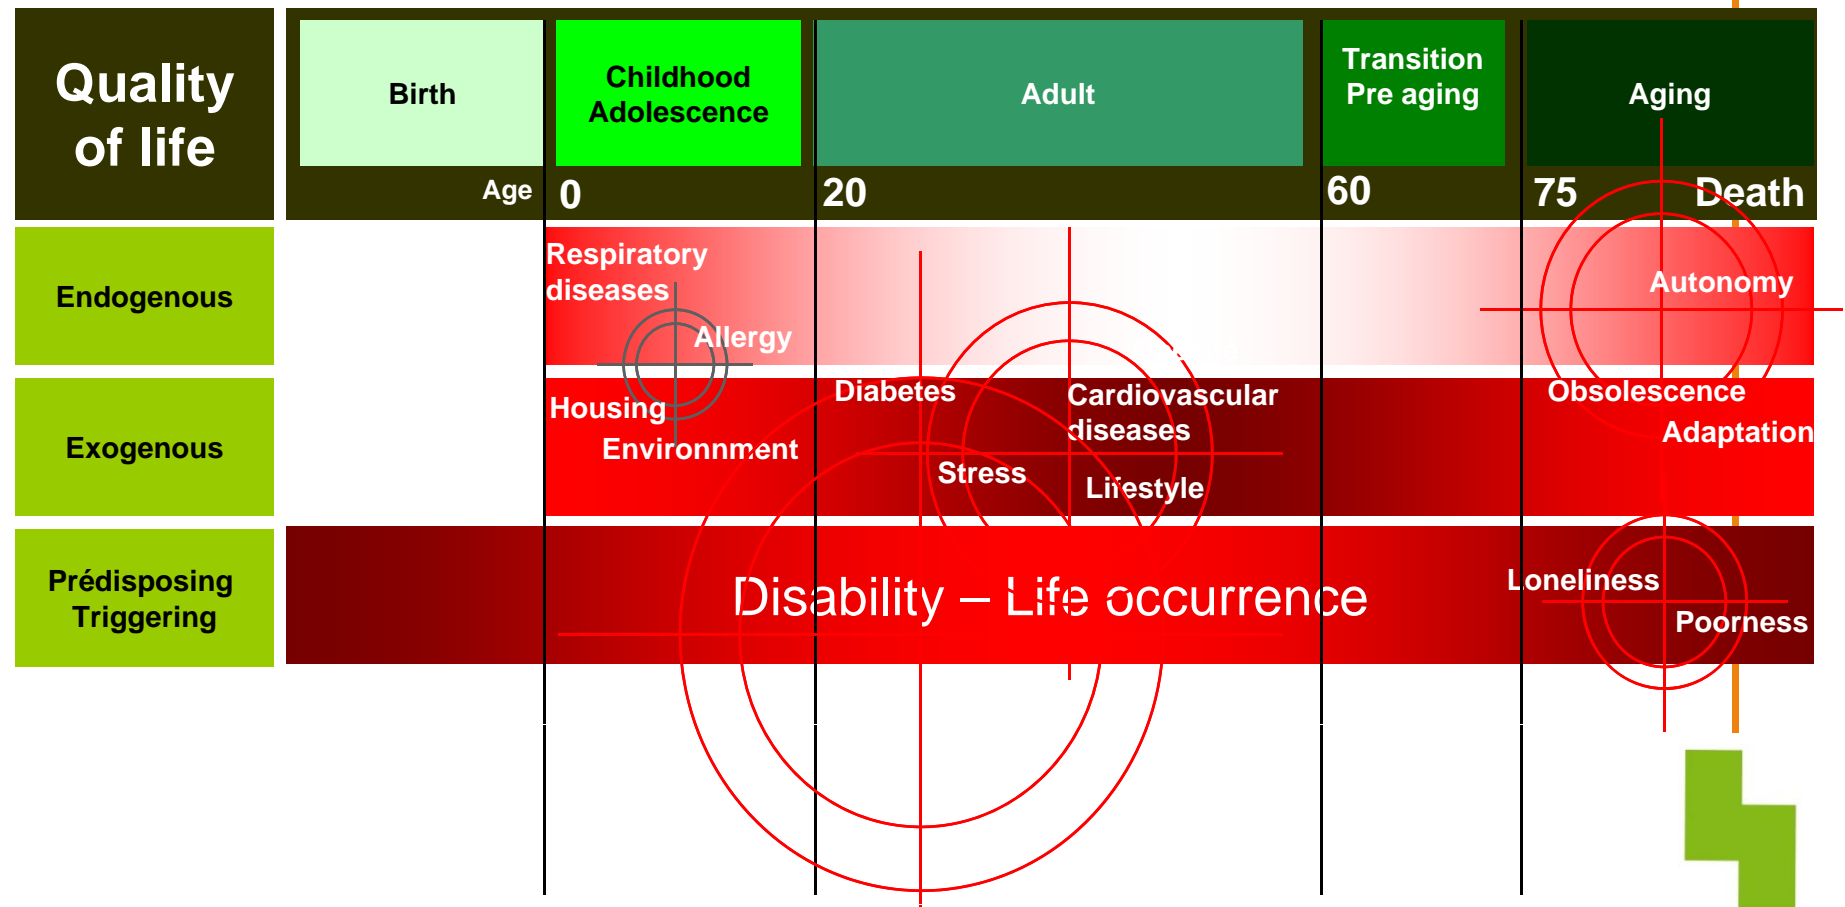 Quality
of life
Birth
Childhood
Adolescence
Adult
Transition
Pre aging
Aging
Age
0
20
60
75
Death
Endogenous
Respiratory
diseases
Allergy
Autonomy
Exogenous
Housing
Environnment
Diabetes
Stress
Cardiovascular
diseases
Lifestyle
Obsolescence
Adaptation
Prédisposing
Triggering
Disability – Life occurrence
Loneliness
Poorness